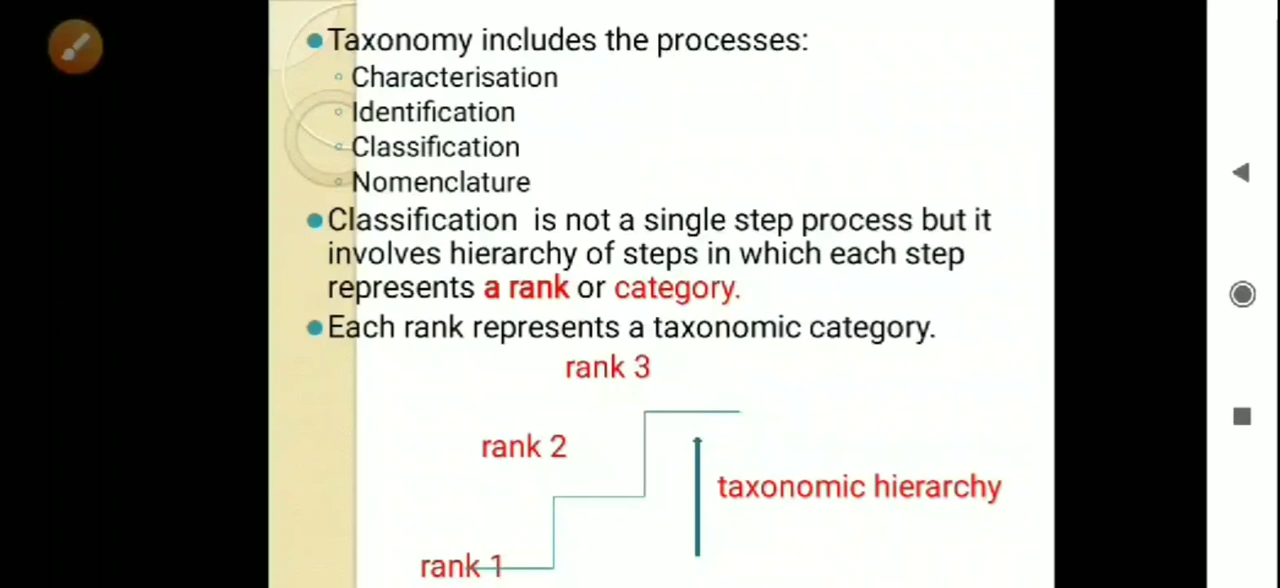 Taxonomy includes the processes:
Characterisation
Identification
Classification
Nomenclature
Classification is not a single step process but it
involves hierarchy of steps in which each step
represents a rank or category.
Each rank represents a taxonomic category.
rank 3
rank 2
taxonomic hierarchy
rank 1